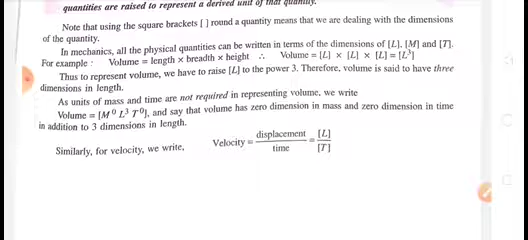 quantities are raised to represent a derived unit of that quantity.
Note that using the square brackets [ ] round a quantity means that we are dealing with the dimensions
of the quantity.
In mechanics, all the physical quantities can be written in terms of the dimensions of [L], [M] and [T].
For example : Volume = length × breadth × height ∴ Volume = [L] × [L] × [L] = [L³]
Thus to represent volume, we have to raise [L] to the power 3. Therefore, volume is said to have three
dimensions in length.
As units of mass and time are not required in representing volume, we write
Volume = [M⁰ L³ T⁰], and say that volume has zero dimension in mass and zero dimension in time
in addition to 3 dimensions in length.
Similarly, for velocity, we write, Velocity = displacement / time = [L] / [T]